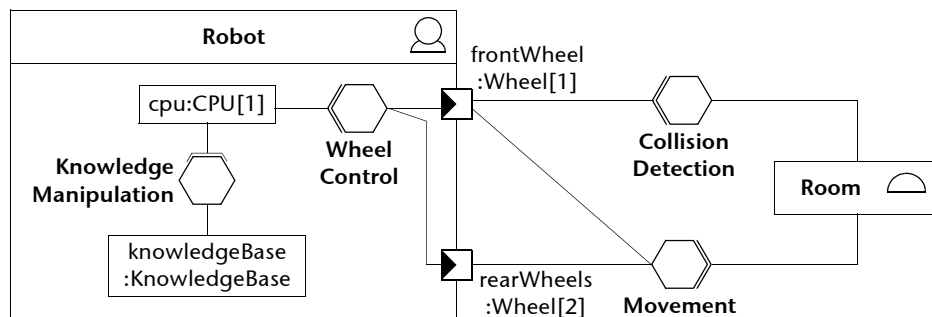 Robot
frontWheel
:Wheel[1]
cpu:CPU[1]
Wheel
Control
Collision
Detection
Knowledge
Manipulation
Room
knowledgeBase
:KnowledgeBase
rearWheels
:Wheel[2]
Movement